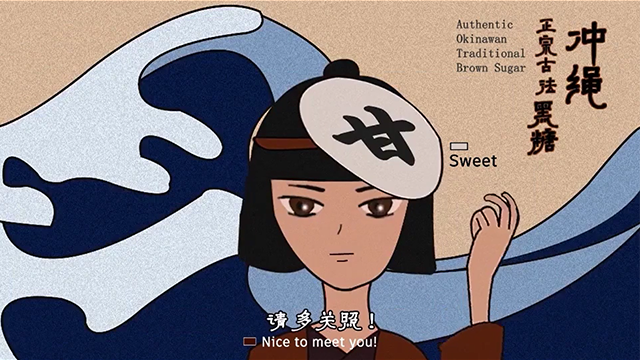 Authentic
Okinawan
Traditional
Brown Sugar
冲绳
正宗古法黑糖
甘
Sweet
请多关照！
Nice to meet you!